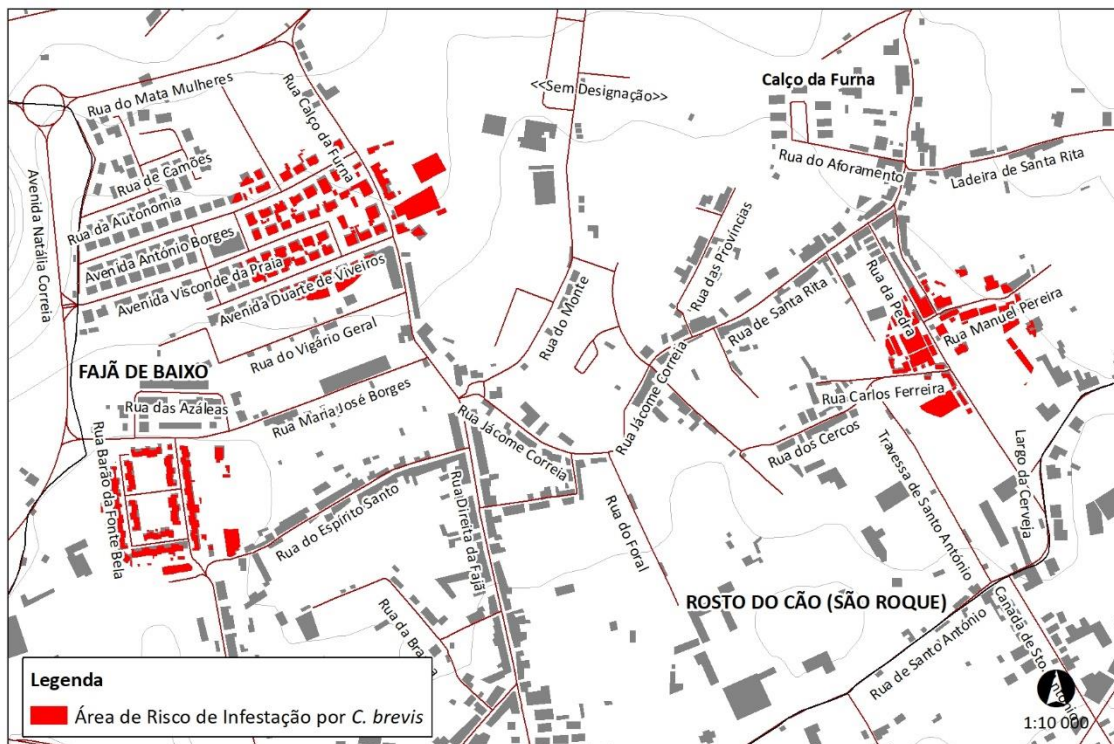 Rua do Mata Mulheres
Rua Calço da Furna
<<Sem Designação>>
Calço da Furna
Rua de Camões
Rua do Aforamento
Ladeira de Santa Rita
Avenida Natália Correia
Rua da Autonomia
Avenida António Borges
Avenida Visconde da Praia
Avenida Duarte de Viveiros
Rua das Províncias
Rua do Monte
Rua de Santa Rita
Rua da Pedra
Rua Manuel Pereira
Rua do Vigário Geral
FAJÃ DE BAIXO
Rua das Azáleas
Rua Maria José Borges
Rua Jácome Correia
Rua Jácome Correia
Rua Carlos Ferreira
Rua dos Cercos
Rua Barão da Fonte Bela
Rua do Espírito Santo
Rua Direita da Fajã
Rua do Foral
Travessa de Santo António
Largo da Cerveja
ROSTO DO CÃO (SÃO ROQUE)
Rua da
Rua de Santo António
Canada de Sto. António
Legenda
Área de Risco de Infestação por C. brevis
1:10 000